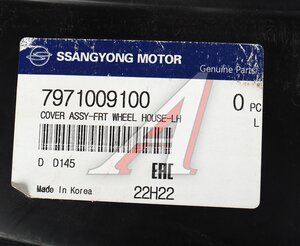 SSANGYONG MOTOR
Genuine Parts
7971009100 0 PC
COVER ASSY-FRT WHEEL HOUSE-LH L
D D145
EAC
Made In Korea 22H22